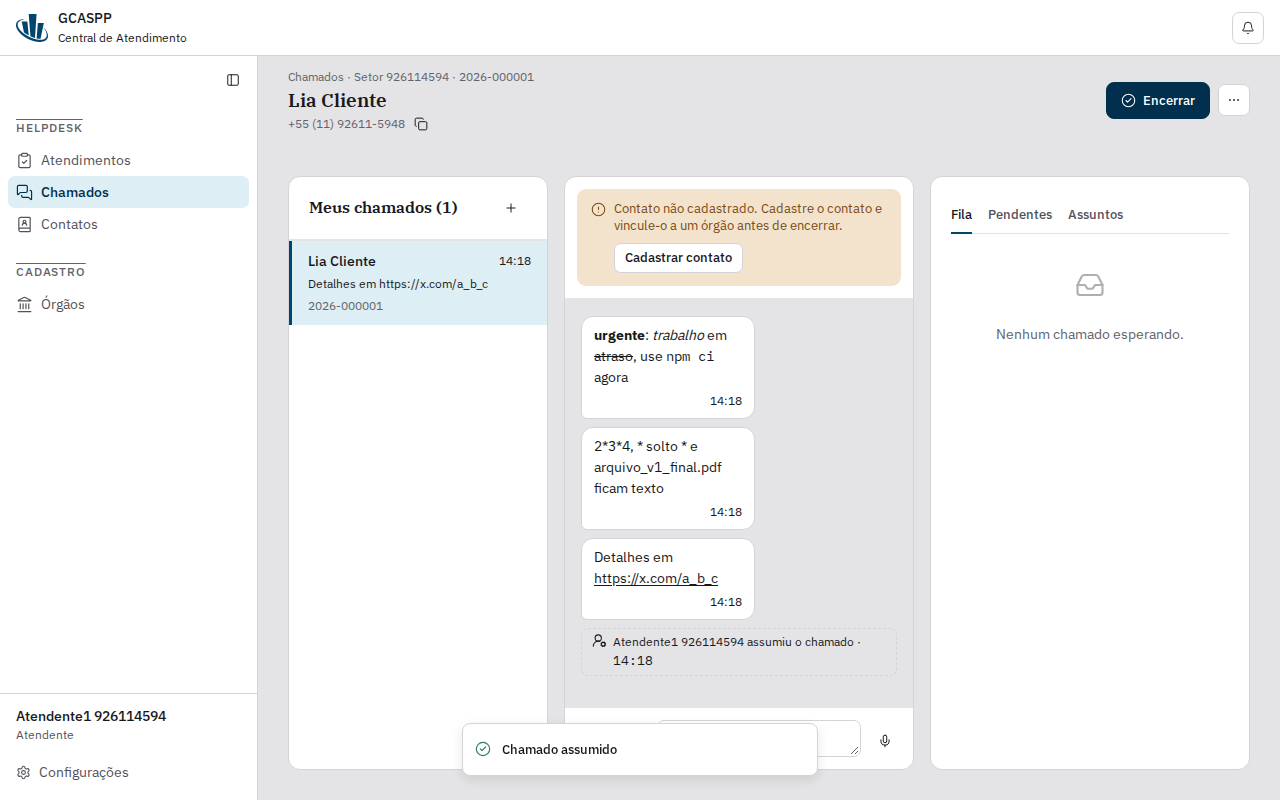 GCASPP
Central de Atendimento
HELPDESK
Atendimentos
Chamados
Contatos
CADASTRO
Órgãos
Atendente1 926114594
Atendente
Configurações
Chamados · Setor 926114594 · 2026-000001
Lia Cliente
+55 (11) 92611-5948
Encerrar
Meus chamados (1)
Lia Cliente 14:18
Detalhes em https://x.com/a_b_c
2026-000001
Contato não cadastrado. Cadastre o contato e
vincule-o a um órgão antes de encerrar.
Cadastrar contato
urgente: trabalho em
atraso, use npm ci
agora
14:18
2*3*4, * solto * e
arquivo_v1_final.pdf
ficam texto
14:18
Detalhes em
https://x.com/a_b_c
14:18
Atendente1 926114594 assumiu o chamado ·
14:18
Chamado assumido
Fila Pendentes Assuntos
Nenhum chamado esperando.